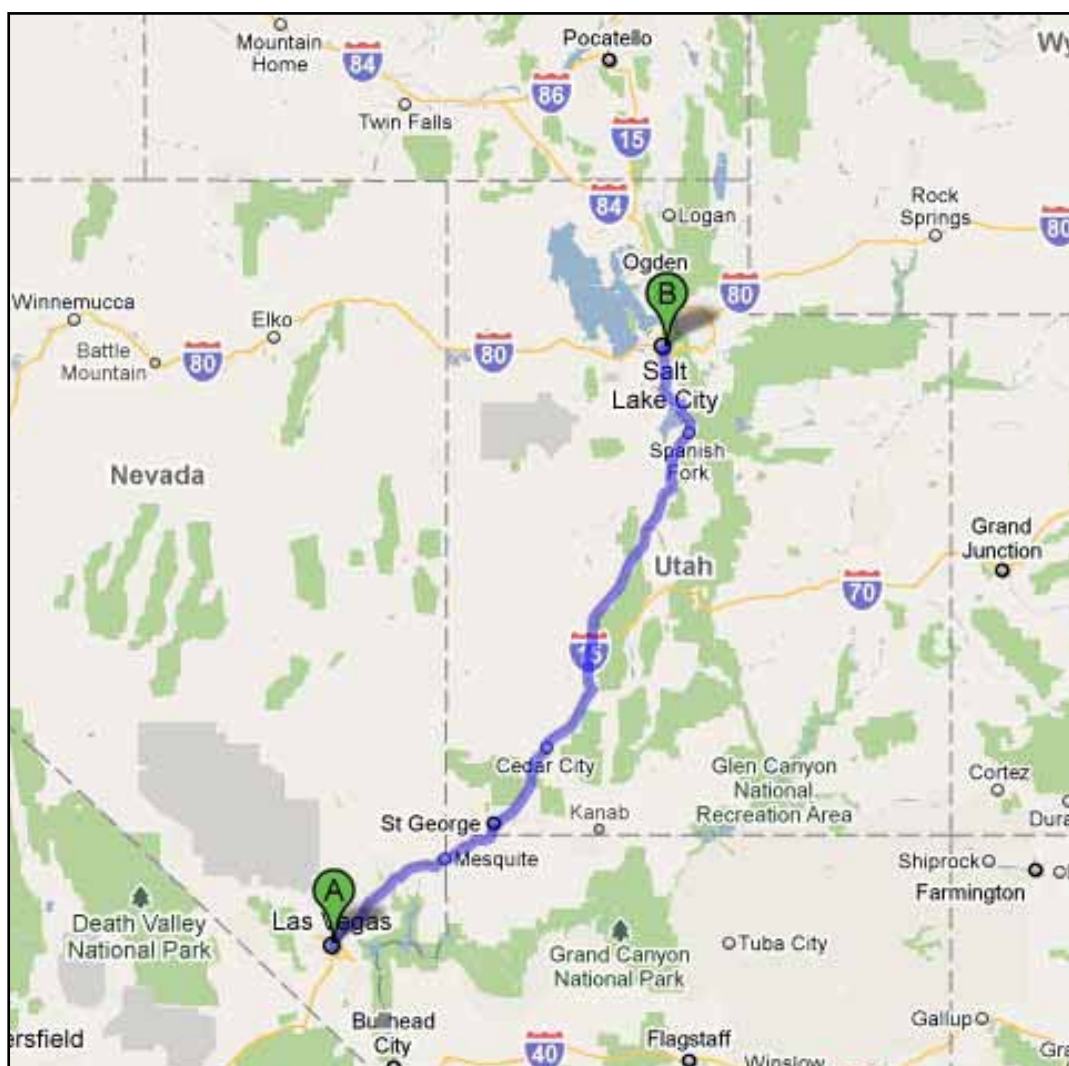 Mountain
Home
84
Twin Falls
86
Pocatello
15
Wy
84
Logan
Rock
Springs
80
Ogden
B
80
Winnemucca
Elko
Battle
Mountain
80
80
Salt
Lake City
Spanish
Fork
Nevada
Utah
Grand
Junction
70
15
Cedar City
Glen Canyon
National
Recreation Area
Cortez
Dura
St George
Kanab
Mesquite
Shiprock
Farmington
A
Las Vegas
Death Valley
National Park
Grand Canyon
National Park
Tuba City
ersfield
Bullhead
City
40
Flagstaff
Winslow
Gallup
Gra